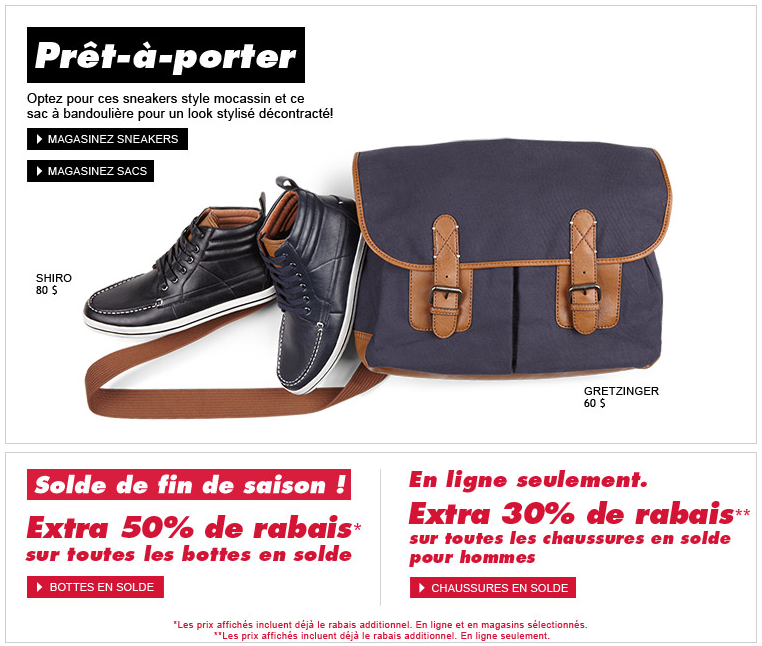 Prêt-à-porter
Optez pour ces sneakers style mocassin et ce
sac à bandoulière pour un look stylisé décontracté!
MAGASINEZ SNEAKERS
MAGASINEZ SACS
SHIRO
80 $
GRETZINGER
60 $
Solde de fin de saison !
Extra 50% de rabais*
sur toutes les bottes en solde
BOTTES EN SOLDE
En ligne seulement.
Extra 30% de rabais**
sur toutes les chaussures en solde
pour hommes
CHAUSSURES EN SOLDE
*Les prix affichés incluent déjà le rabais additionnel. En ligne et en magasins sélectionnés.
**Les prix affichés incluent déjà le rabais additionnel. En ligne seulement.